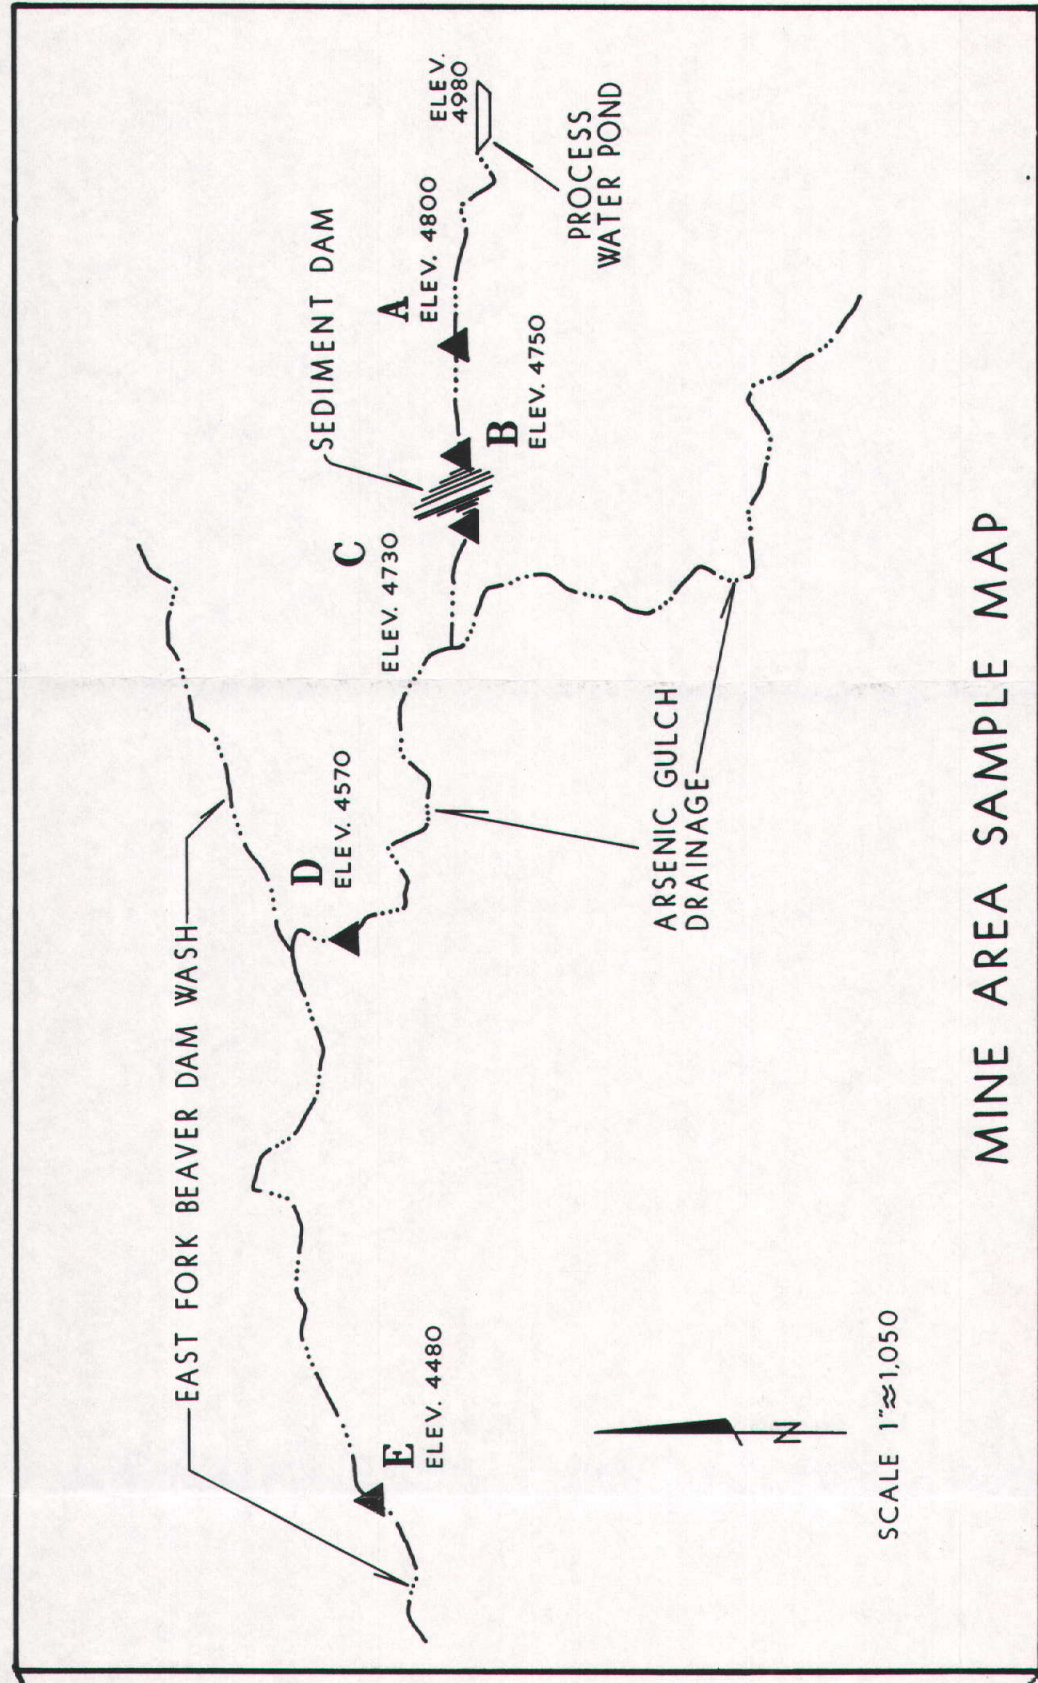 EAST FORK BEAVER DAM WASH
SEDIMENT DAM
ELEV.
4980
A
ELEV. 4800
PROCESS
WATER POND
B
ELEV. 4750
C
ELEV. 4730
D
ELEV. 4570
E
ELEV. 4480
ARSENIC GULCH
DRAINAGE
N
SCALE 1"≈1,050
MINE AREA SAMPLE MAP